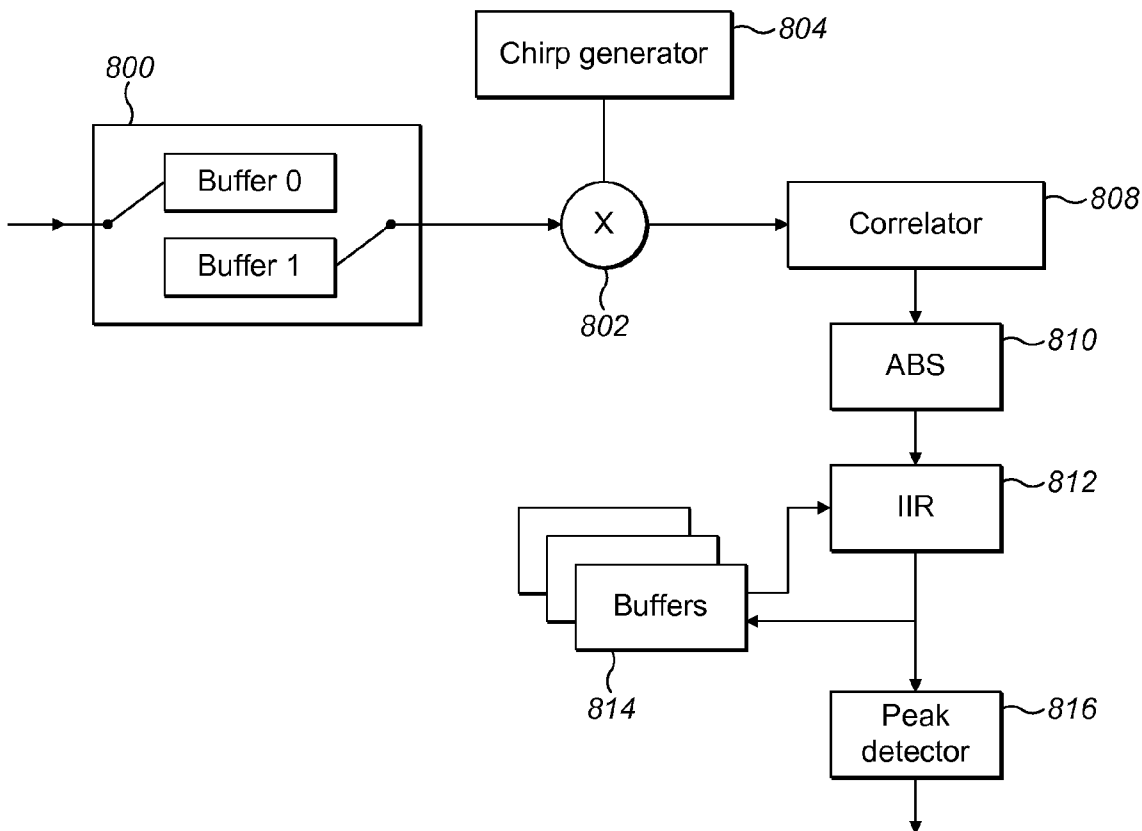 Chirp generator
804
800
Buffer 0
Buffer 1
X
802
Correlator
808
ABS
810
IIR
812
Buffers
814
Peak
detector
816